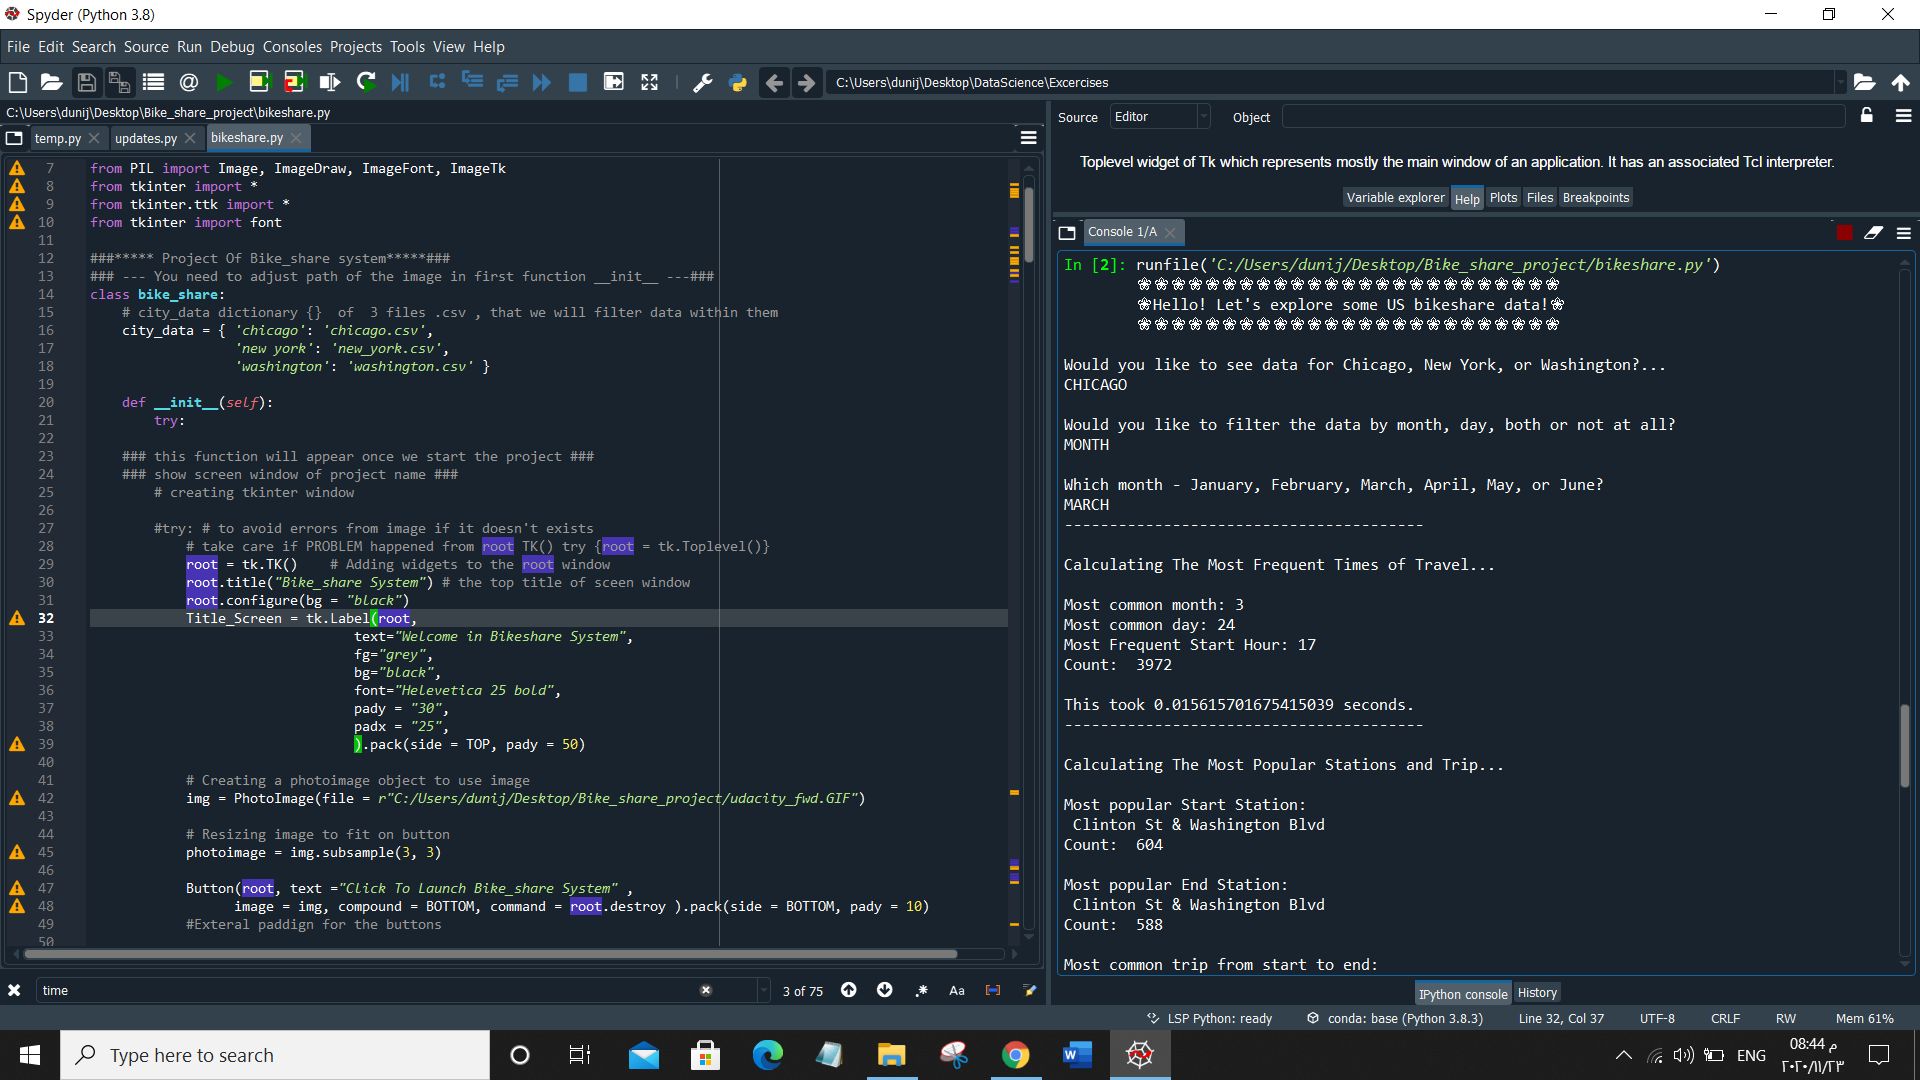 Spyder (Python 3.8)
File Edit Search Source Run Debug Consoles Projects Tools View Help
C:\Users\dunij\Desktop\DataScience\Excercises
C:\Users\dunij\Desktop\Bike_share_project\bikeshare.py
temp.py updates.py bikeshare.py
7 from PIL import Image, ImageDraw, ImageFont, ImageTk
8 from tkinter import *
9 from tkinter.ttk import *
10 from tkinter import font
11
12 ###***** Project Of Bike_share system*****###
13 ### --- You need to adjust path of the image in first function __init__ ---###
14 class bike_share:
15 # city_data dictionary {}  of  3 files .csv , that we will filter data within them
16 city_data = { 'chicago': 'chicago.csv',
17 'new york': 'new_york.csv',
18 'washington': 'washington.csv' }
19
20 def __init__(self):
21 try:
22
23 ### this function will appear once we start the project ###
24 ### show screen window of project name ###
25 # creating tkinter window
26
27 #try: # to avoid errors from image if it doesn't exists
28 # take care if PROBLEM happened from root TK() try {root = tk.Toplevel()}
29 root = tk.TK()    # Adding widgets to the root window
30 root.title("Bike_share System") # the top title of sceen window
31 root.configure(bg = "black")
32 Title_Screen = tk.Label(root,
33 text="Welcome in Bikeshare System",
34 fg="grey",
35 bg="black",
36 font="Helevetica 25 bold",
37 pady = "30",
38 padx = "25",
39 ).pack(side = TOP, pady = 50)
40
41 # Creating a photoimage object to use image
42 img = PhotoImage(file = r"C:/Users/dunij/Desktop/Bike_share_project/udacity_fwd.GIF")
43
44 # Resizing image to fit on button
45 photoimage = img.subsample(3, 3)
46
47 Button(root, text ="Click To Launch Bike_share System" ,
48 image = img, compound = BOTTOM, command = root.destroy ).pack(side = BOTTOM, pady = 10)
49 #Exteral paddign for the buttons
50
time 3 of 75 .* Aa
Source Editor Object
Toplevel widget of Tk which represents mostly the main window of an application. It has an associated Tcl interpreter.
Variable explorer Help Plots Files Breakpoints
Console 1/A
In [2]: runfile('C:/Users/dunij/Desktop/Bike_share_project/bikeshare.py')
❀❀❀❀❀❀❀❀❀❀❀❀❀❀❀❀❀❀❀❀❀❀❀❀❀
❀Hello! Let's explore some US bikeshare data!❀
❀❀❀❀❀❀❀❀❀❀❀❀❀❀❀❀❀❀❀❀❀❀❀❀❀
Would you like to see data for Chicago, New York, or Washington?...
CHICAGO
Would you like to filter the data by month, day, both or not at all?
MONTH
Which month - January, February, March, April, May, or June?
MARCH
----------------------------------------
Calculating The Most Frequent Times of Travel...
Most common month: 3
Most common day: 24
Most Frequent Start Hour: 17
Count:  3972
This took 0.015615701675415039 seconds.
----------------------------------------
Calculating The Most Popular Stations and Trip...
Most popular Start Station:
Clinton St & Washington Blvd
Count:  604
Most popular End Station:
Clinton St & Washington Blvd
Count:  588
Most common trip from start to end:
IPython console History
LSP Python: ready conda: base (Python 3.8.3) Line 32, Col 37 UTF-8 CRLF RW Mem 61%
Type here to search
ENG
08:44 م
٢٠٢٠/١١/٢٣